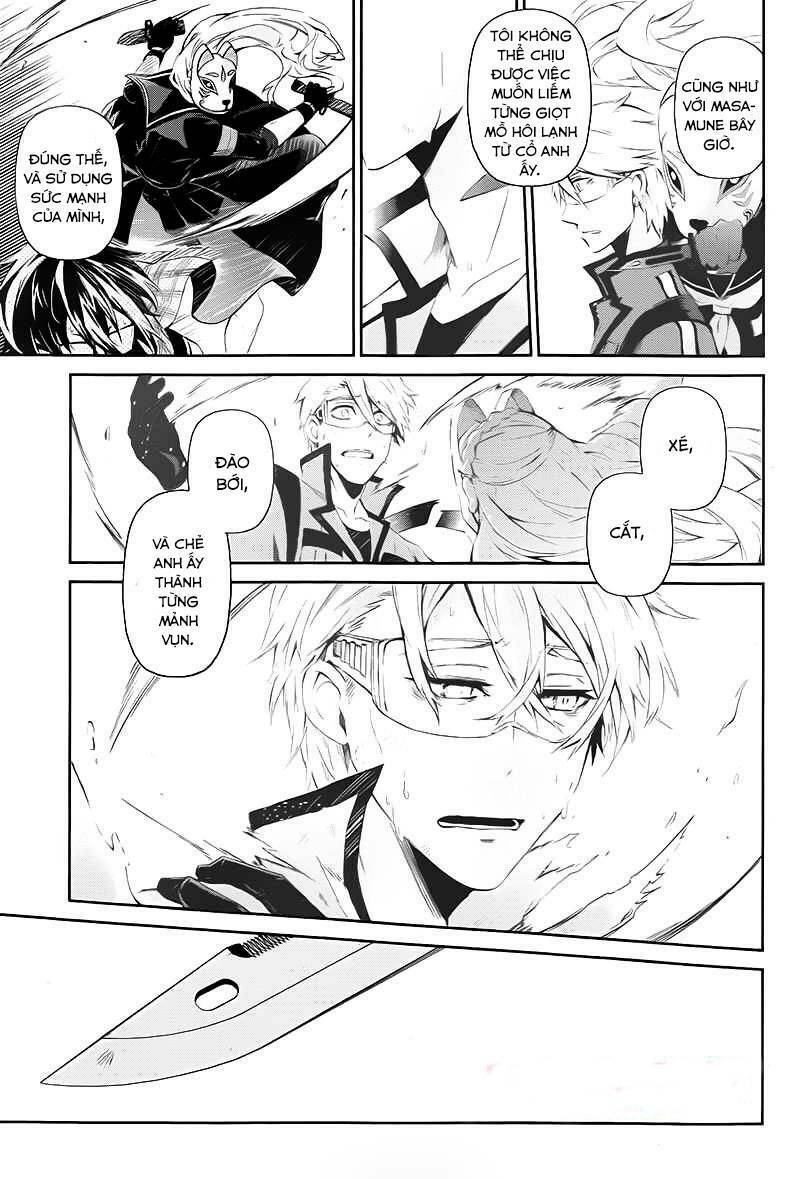 CŨNG NHƯ
VỚI MASA-
MUNE BÂY
GIỜ.
TÔI KHÔNG
THỂ CHỊU
ĐƯỢC VIỆC
MUỐN LIẾM
TỪNG GIỌT
MỒ HÔI LẠNH
TỪ CỔ ANH
ẤY.
ĐÚNG THẾ,
VÀ SỬ DỤNG
SỨC MẠNH
CỦA MÌNH,
XÉ,
CẮT,
ĐÀO
BỚI,
VÀ CHẺ
ANH ẤY
THÀNH
TỪNG
MẢNH
VỤN.